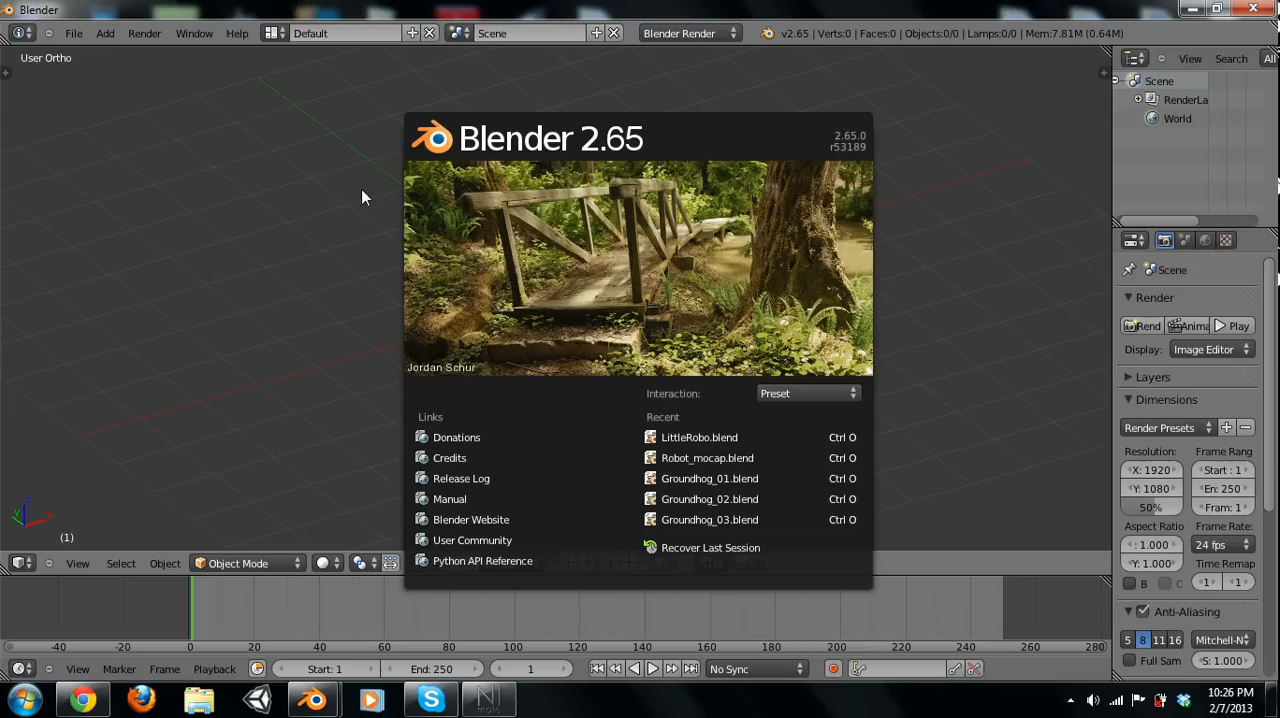 Blender
File Add Render Window Help Default Scene Blender Render v2.65 | Verts:0 | Faces:0 | Objects:0/0 | Lamps:0/0 | Mem:7.81M (0.64M)
User Ortho
View Search All
Scene
RenderLa
World
Blender 2.65
2.65.0
r53189
Jordan Schur
Interaction: Preset
Links
Recent
Donations
LittleRobo.blend Ctrl O
Credits
Robot_mocap.blend Ctrl O
Release Log
Groundhog_01.blend Ctrl O
Manual
Groundhog_02.blend Ctrl O
Blender Website
Groundhog_03.blend Ctrl O
User Community
Recover Last Session
Python API Reference
Scene
Render
Rend Anima Play
Display: Image Editor
Layers
Dimensions
Render Presets
Resolution: Frame Rang
X: 1920 Start : 1
Y: 1080 En: 250
50% Fram: 1
Aspect Ratio Frame Rate:
: 1.000 24 fps
Y: 1.000 Time Remap
B C 1 1
Anti-Aliasing
5 8 11 16 Mitchell-N
Full Sam S: 1.000
z
y x
(1)
View Select Object Object Mode
-40 -20 0 20 40 60 80 100 120 140 160 180 200 220 240 260 280
View Marker Frame Playback Start: 1 End: 250 1 No Sync
10:26 PM
2/7/2013